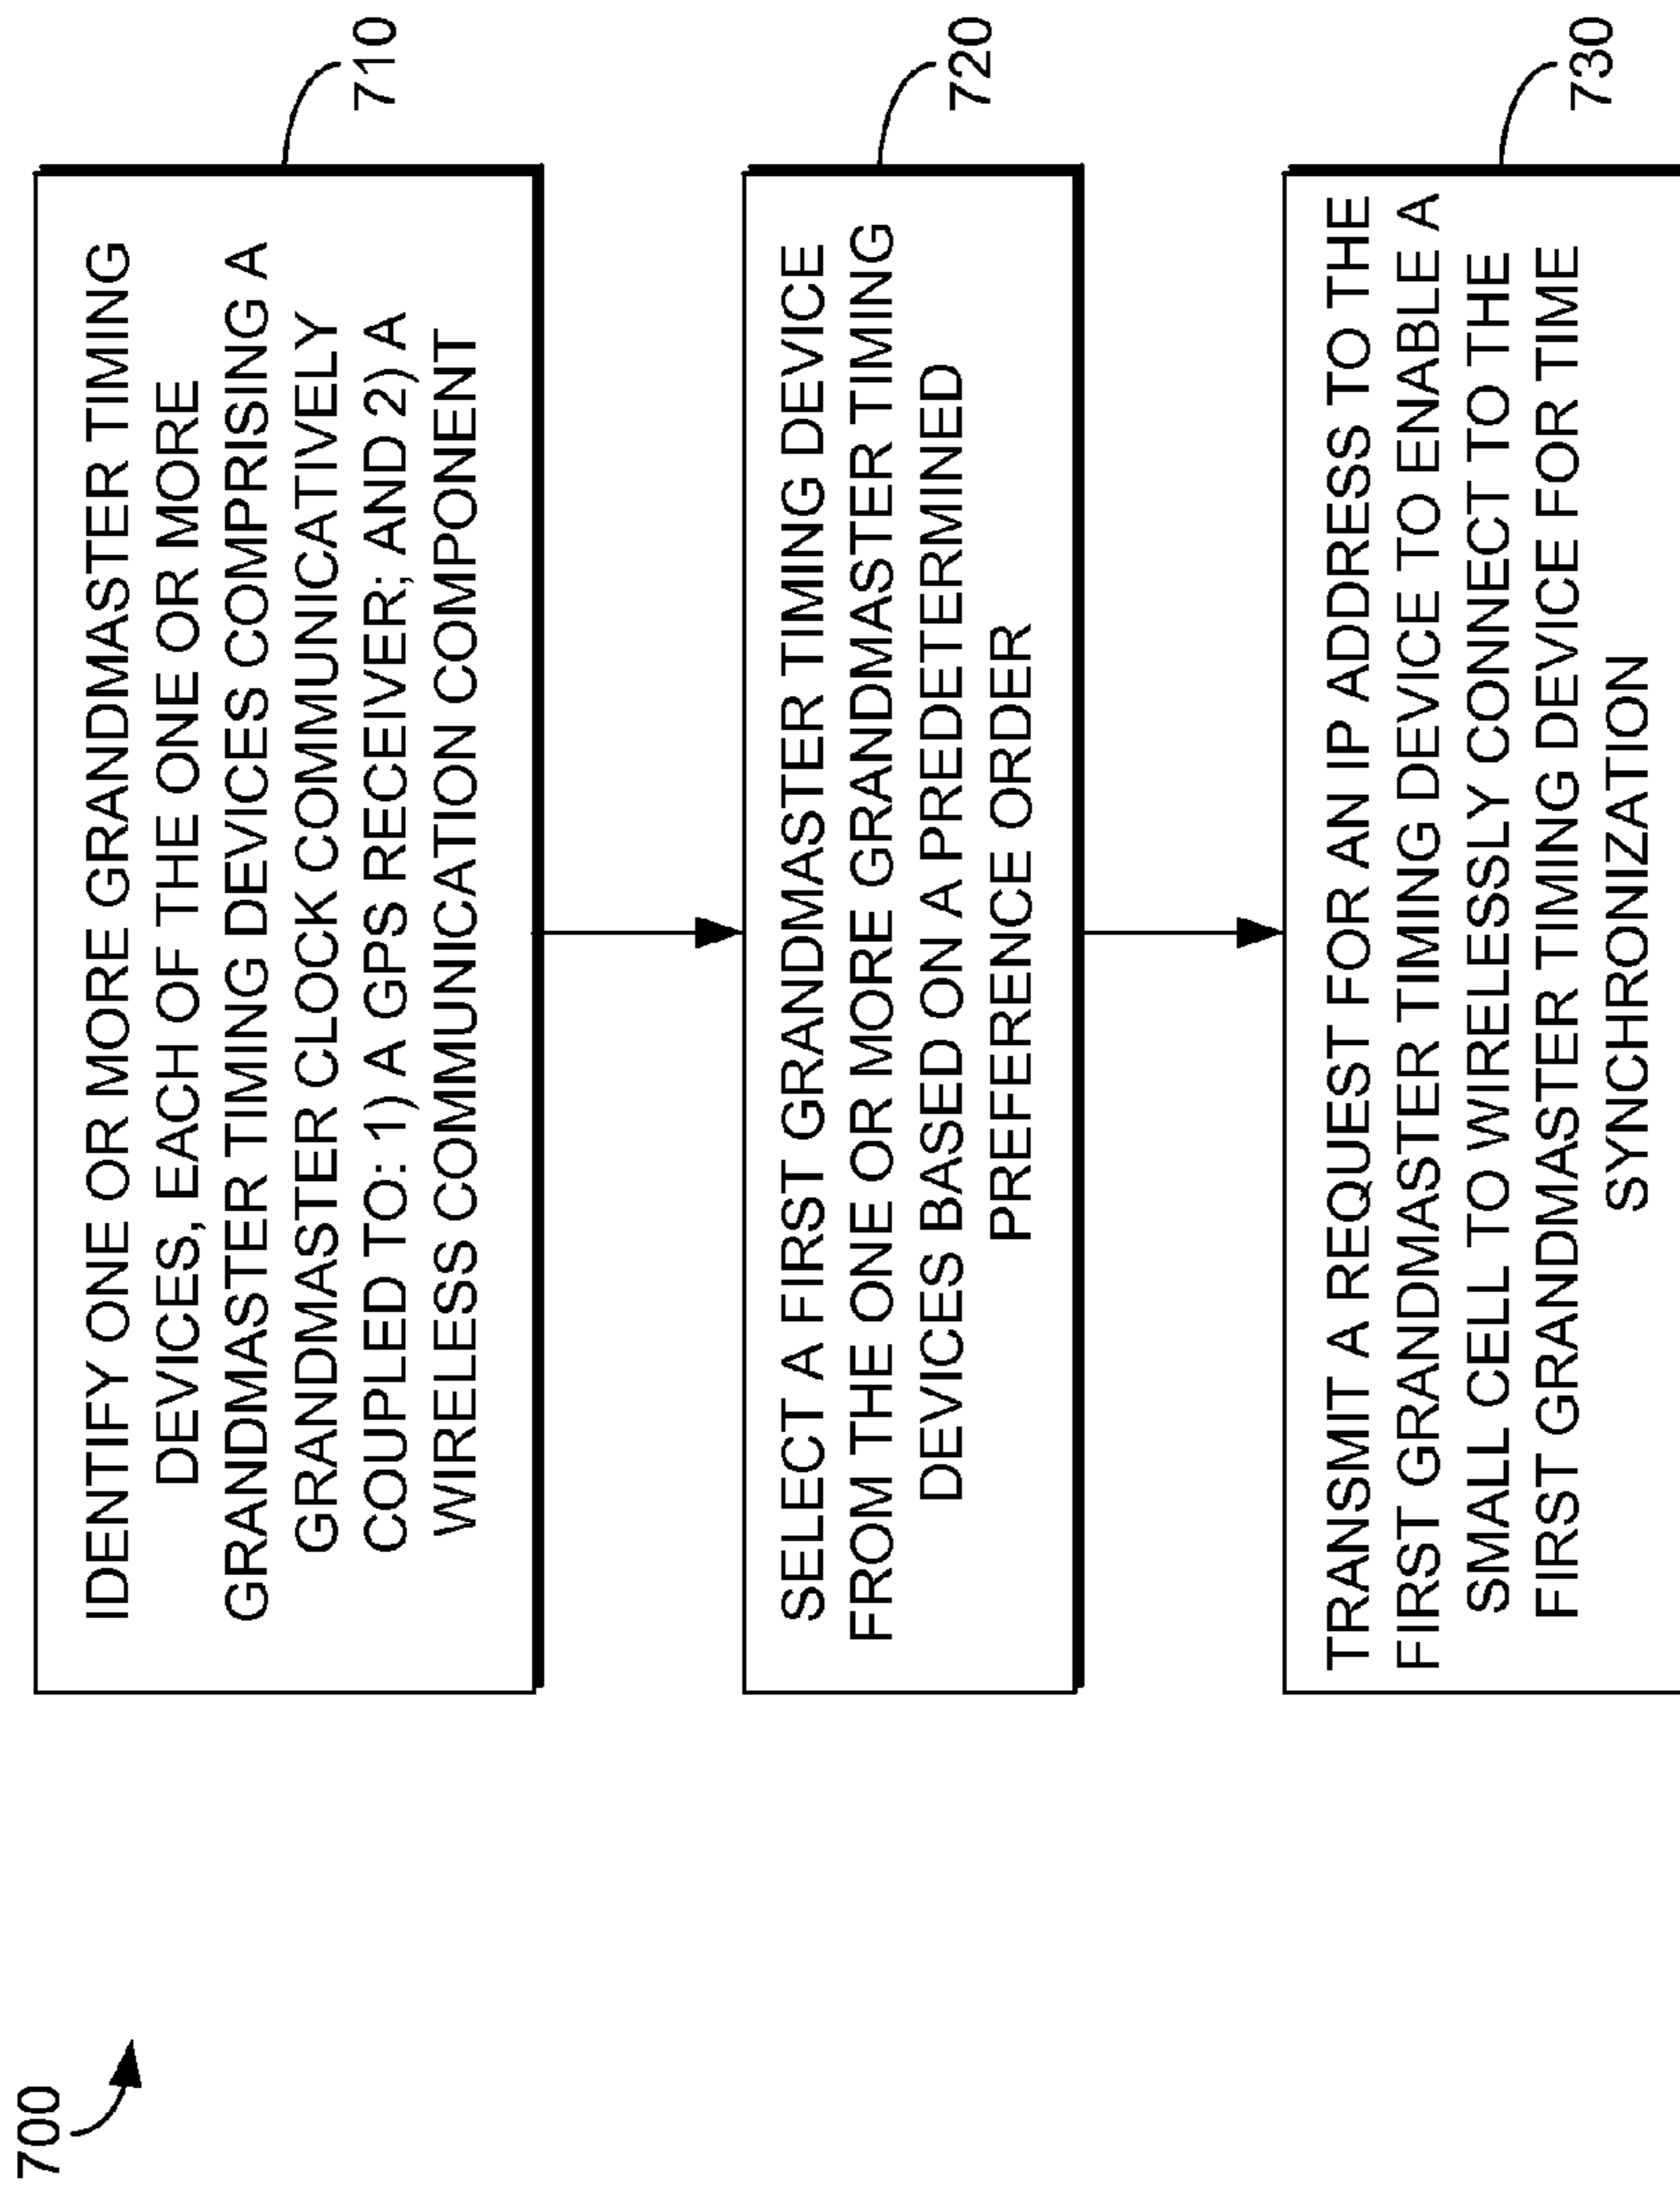 700
IDENTIFY ONE OR MORE GRANDMASTER TIMING
DEVICES, EACH OF THE ONE OR MORE
GRANDMASTER TIMING DEVICES COMPRISING A
GRANDMASTER CLOCK COMMUNICATIVELY
COUPLED TO: 1) A GPS RECEIVER; AND 2) A
WIRELESS COMMUNICATION COMPONENT
710
SELECT A FIRST GRANDMASTER TIMING DEVICE
FROM THE ONE OR MORE GRANDMASTER TIMING
DEVICES BASED ON A PREDETERMINED
PREFERENCE ORDER
720
TRANSMIT A REQUEST FOR AN IP ADDRESS TO THE
FIRST GRANDMASTER TIMING DEVICE TO ENABLE A
SMALL CELL TO WIRELESSLY CONNECT TO THE
FIRST GRANDMASTER TIMING DEVICE FOR TIME
SYNCHRONIZATION
730